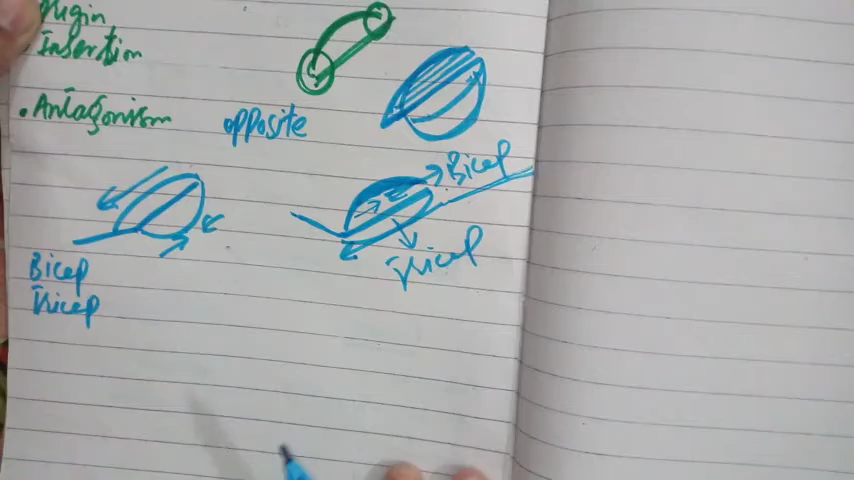 Origin
Insertion
• Antagonism
opposite
Bicep
Tricep
Bicep
Tricep